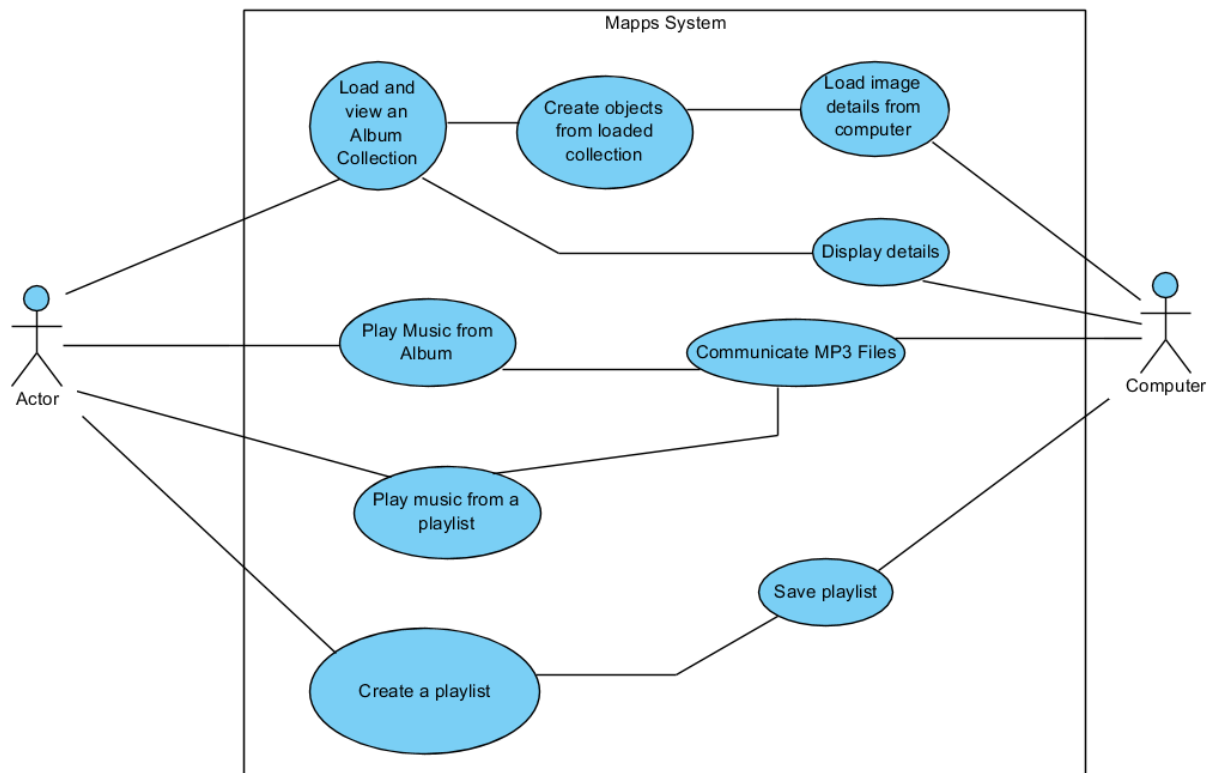 Mapps System
Load and
view an
Album
Collection
Create objects
from loaded
collection
Load image
details from
computer
Display details
Play Music from
Album
Communicate MP3 Files
Actor
Computer
Play music from a
playlist
Save playlist
Create a playlist